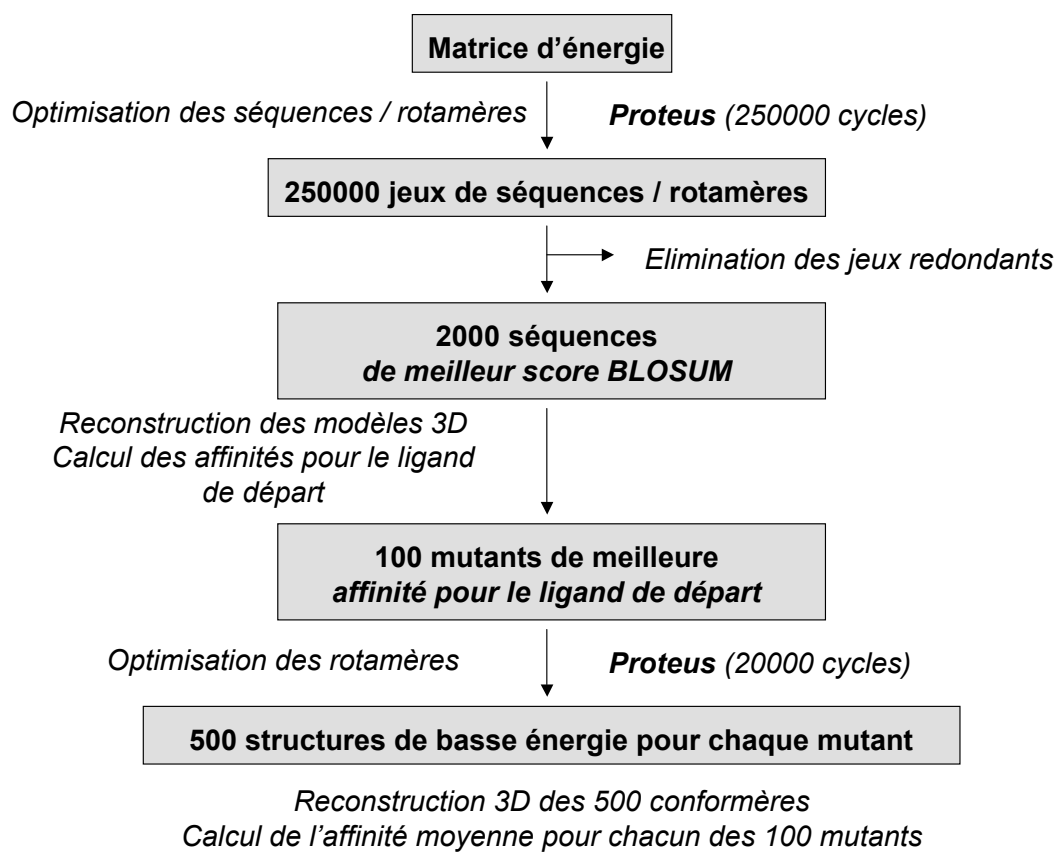 Matrice d'énergie
Optimisation des séquences / rotamères
Proteus (250000 cycles)
250000 jeux de séquences / rotamères
Elimination des jeux redondants
2000 séquences
de meilleur score BLOSUM
Reconstruction des modèles 3D
Calcul des affinités pour le ligand
de départ
100 mutants de meilleure
affinité pour le ligand de départ
Optimisation des rotamères
Proteus (20000 cycles)
500 structures de basse énergie pour chaque mutant
Reconstruction 3D des 500 conformères
Calcul de l'affinité moyenne pour chacun des 100 mutants